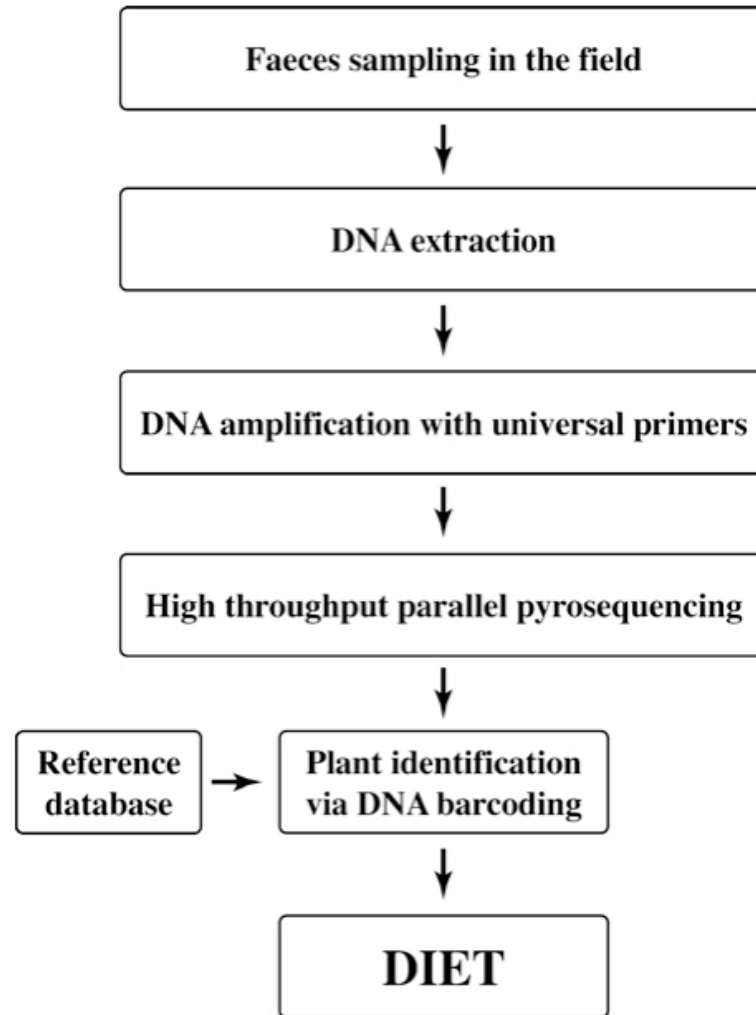 Faeces sampling in the field
DNA extraction
DNA amplification with universal primers
High throughput parallel pyrosequencing
Reference
database
Plant identification
via DNA barcoding
DIET